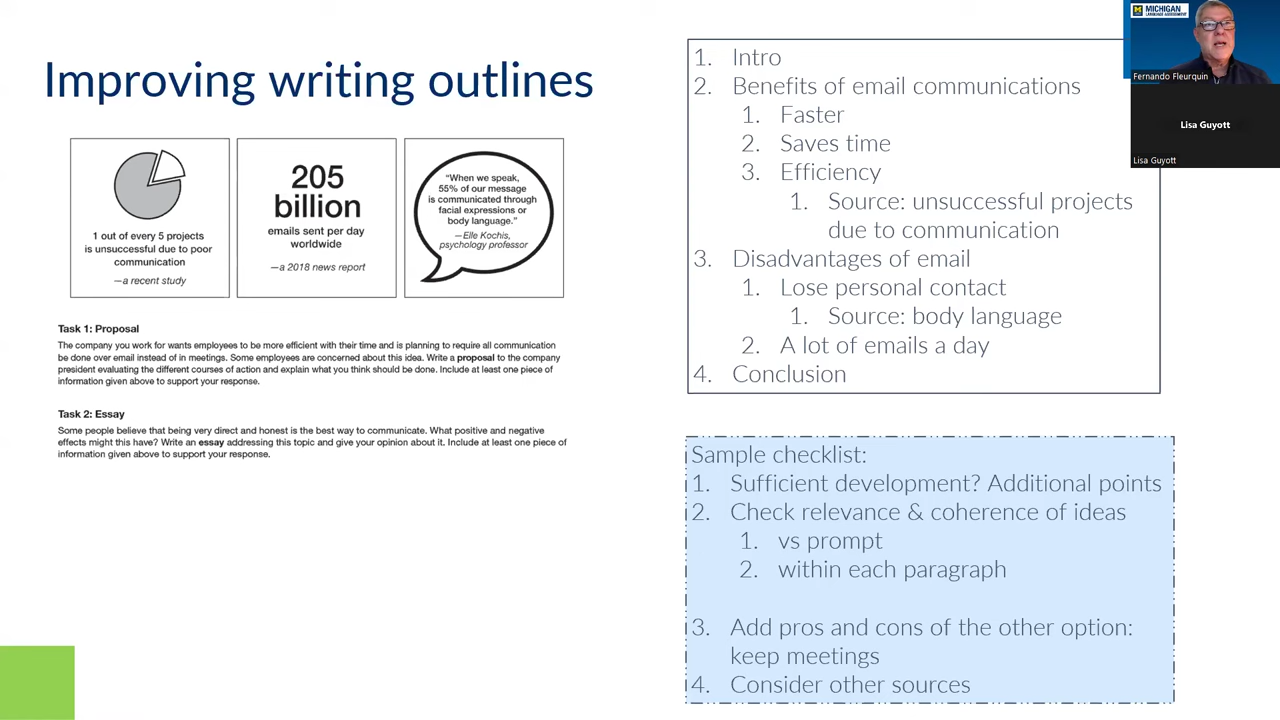 Improving writing outlines
1 out of every 5 projects
is unsuccessful due to poor
communication
—a recent study
205
billion
emails sent per day
worldwide
—a 2018 news report
“When we speak,
55% of our message
is communicated through
facial expressions or
body language.”
—Elle Kochis,
psychology professor
Task 1: Proposal
The company you work for wants employees to be more efficient with their time and is planning to require all communication
be done over email instead of in meetings. Some employees are concerned about this idea. Write a proposal to the company
president evaluating the different courses of action and explain what you think should be done. Include at least one piece of
information given above to support your response.
Task 2: Essay
Some people believe that being very direct and honest is the best way to communicate. What positive and negative
effects might this have? Write an essay addressing this topic and give your opinion about it. Include at least one piece of
information given above to support your response.
1. Intro
2. Benefits of email communications
1. Faster
2. Saves time
3. Efficiency
1. Source: unsuccessful projects
due to communication
3. Disadvantages of email
1. Lose personal contact
1. Source: body language
2. A lot of emails a day
4. Conclusion
Sample checklist:
1. Sufficient development? Additional points
2. Check relevance & coherence of ideas
1. vs prompt
2. within each paragraph
3. Add pros and cons of the other option:
keep meetings
4. Consider other sources
M MICHIGAN
LANGUAGE ASSESSMENT
Fernando Fleurquin
Lisa Guyott
Lisa Guyott